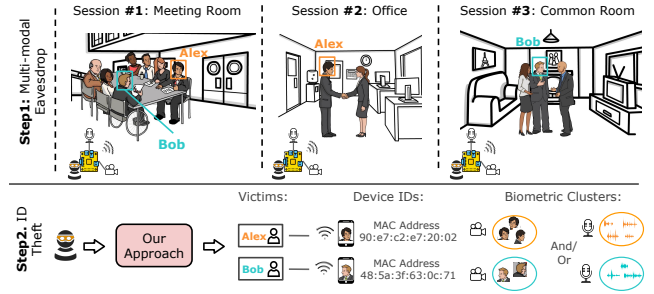 Session #1: Meeting Room
Session #2: Office
Session #3: Common Room
Step1: Multi-modal
Eavesdrop
Alex
Bob
Alex
Bob
Step2. ID
Theft
Victims:
Device IDs:
Biometric Clusters:
Our
Approach
Alex
MAC Address
90:e7:c2:e7:20:02
And/
Or
Bob
MAC Address
48:5a:3f:63:0c:71